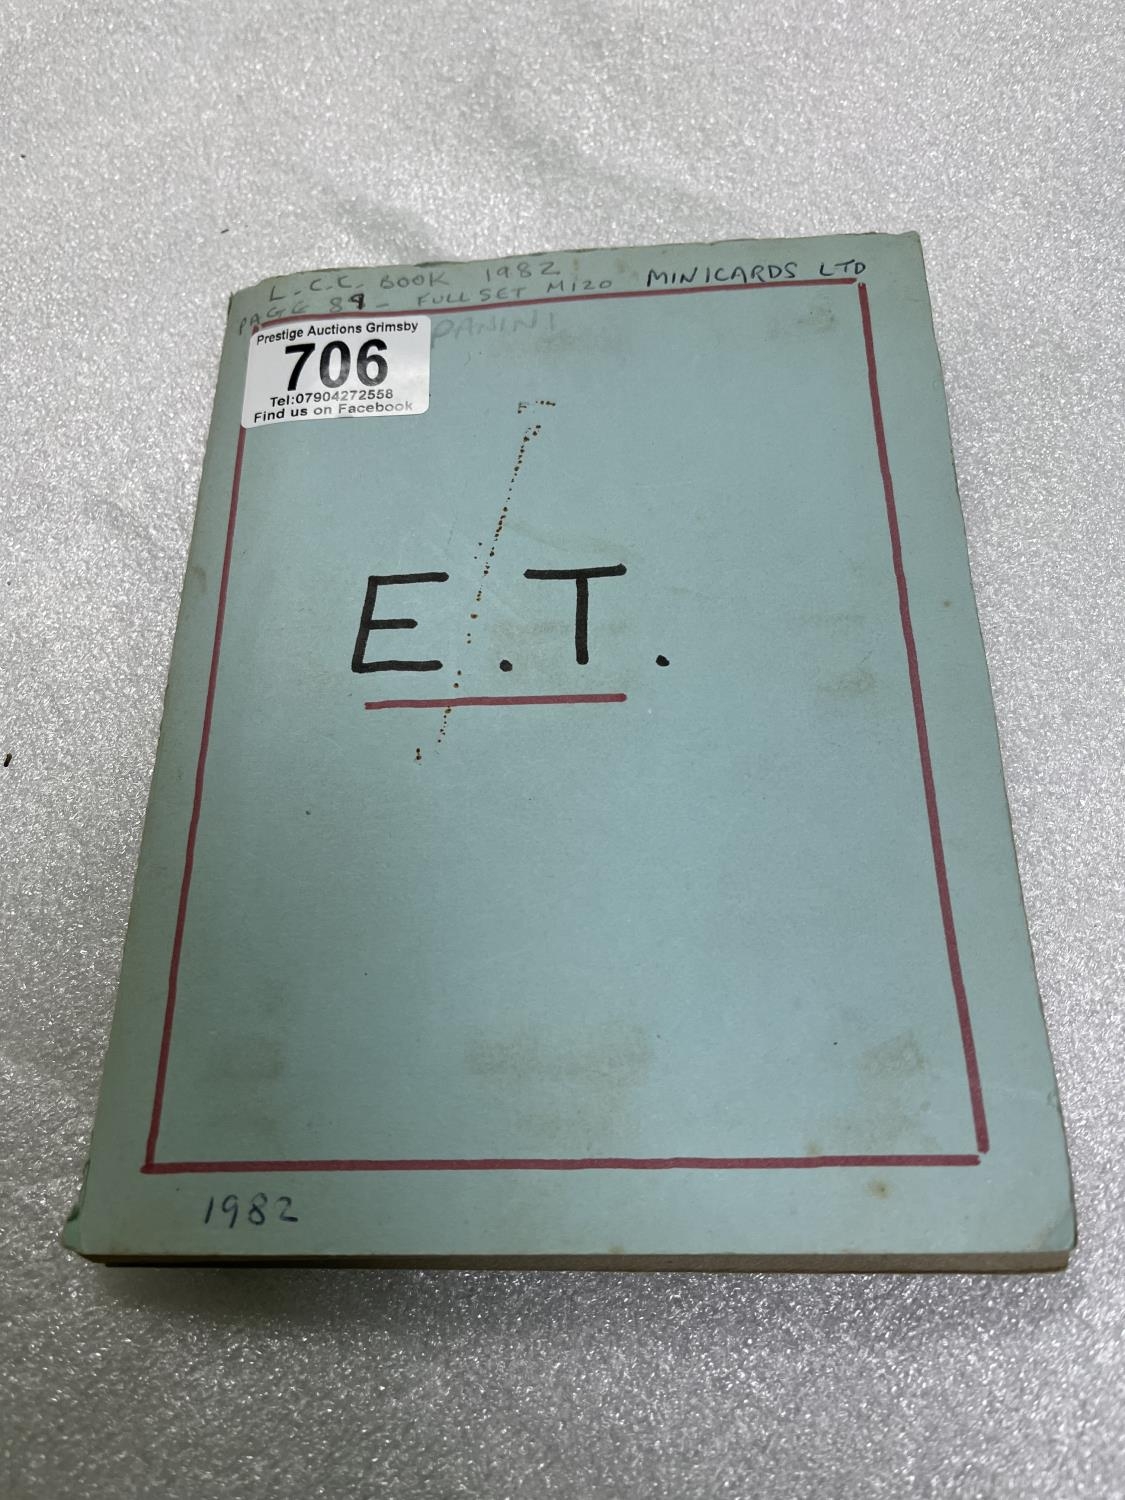 L.C.C. BOOK 1982
PAGE 89 - FULL SET M120 MINICARDS LTD
PANINI
Prestige Auctions Grimsby
706
Tel:07904272558
Find us on Facebook
E.T.
1982